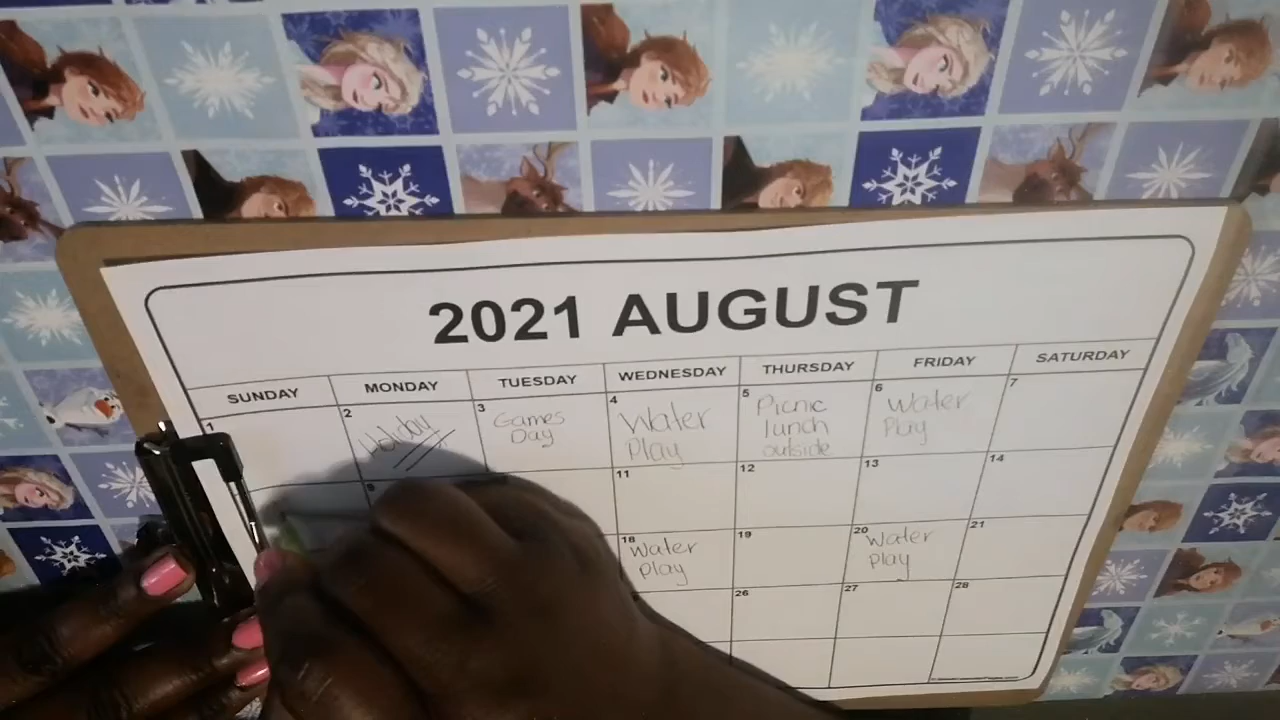 2021 AUGUST
SUNDAY MONDAY TUESDAY WEDNESDAY THURSDAY FRIDAY SATURDAY
1
2
Holiday
3
Games
Day
4
Water
Play
5
Picnic
lunch
outside
6
Water
Play
7
9
11
12
13
14
18
Water
Play
19
20
Water
Play
21
26
27
28